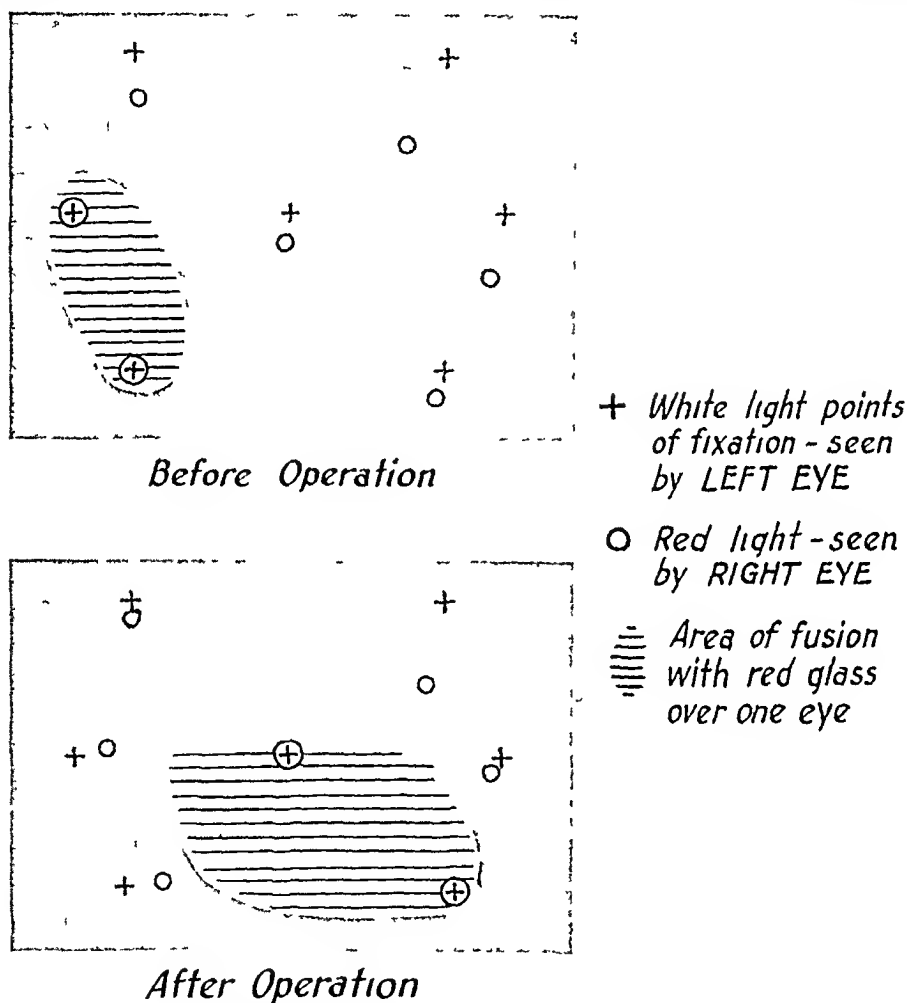 Before Operation
+ White light points
of fixation - seen
by LEFT EYE
O Red light - seen
by RIGHT EYE
Area of fusion
with red glass
over one eye
After Operation